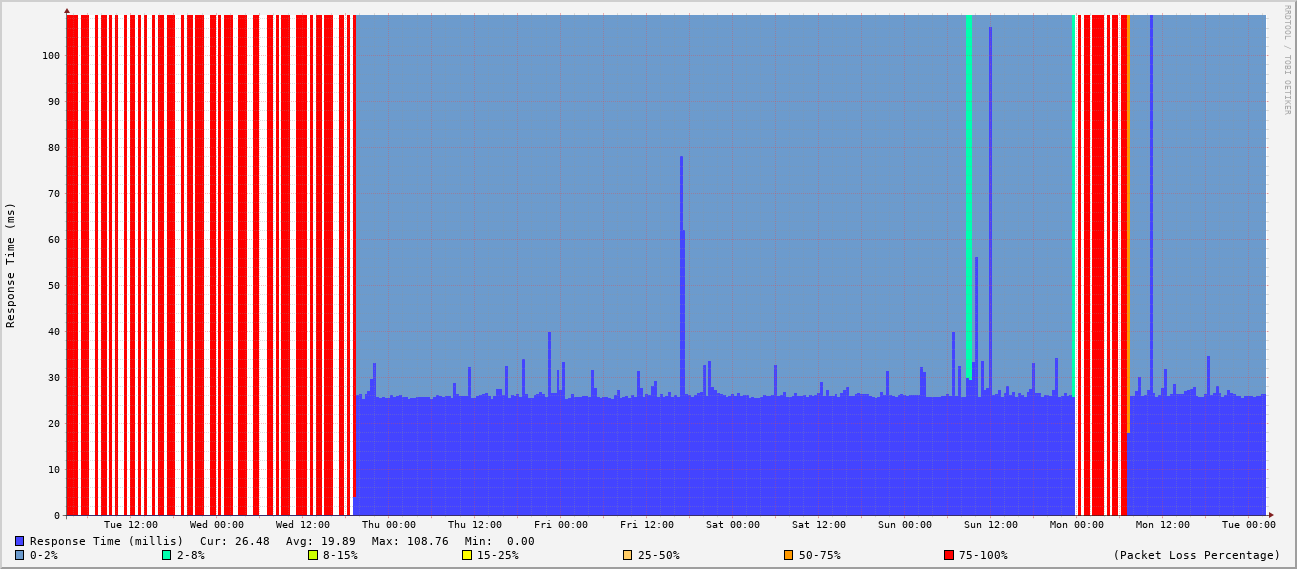 RRDTOOL / TOBI OETIKER
Response Time (ms)
100
90
80
70
60
50
40
30
20
10
0
Tue 12:00 Wed 00:00 Wed 12:00 Thu 00:00 Thu 12:00 Fri 00:00 Fri 12:00 Sat 00:00 Sat 12:00 Sun 00:00 Sun 12:00 Mon 00:00 Mon 12:00 Tue 00:00
Response Time (millis) Cur: 26.48 Avg: 19.89 Max: 108.76 Min: 0.00
0-2% 2-8% 8-15% 15-25% 25-50% 50-75% 75-100% (Packet Loss Percentage)